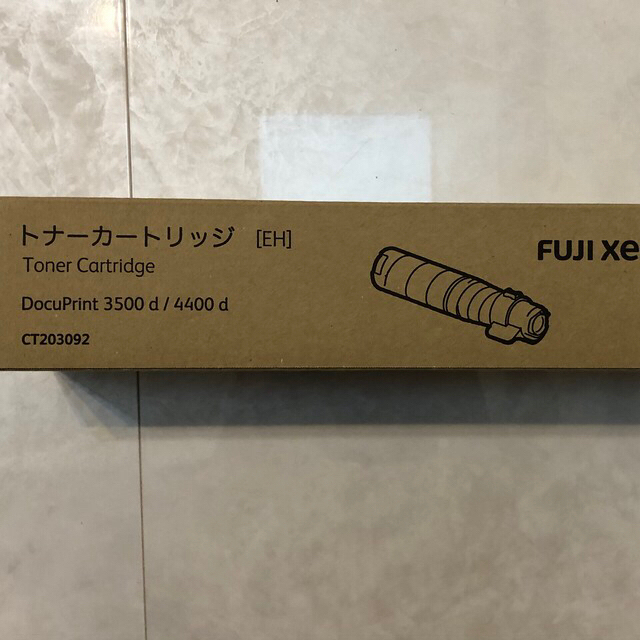 トナーカートリッジ [EH]
Toner Cartridge
DocuPrint 3500 d / 4400 d
CT203092
FUJI Xe